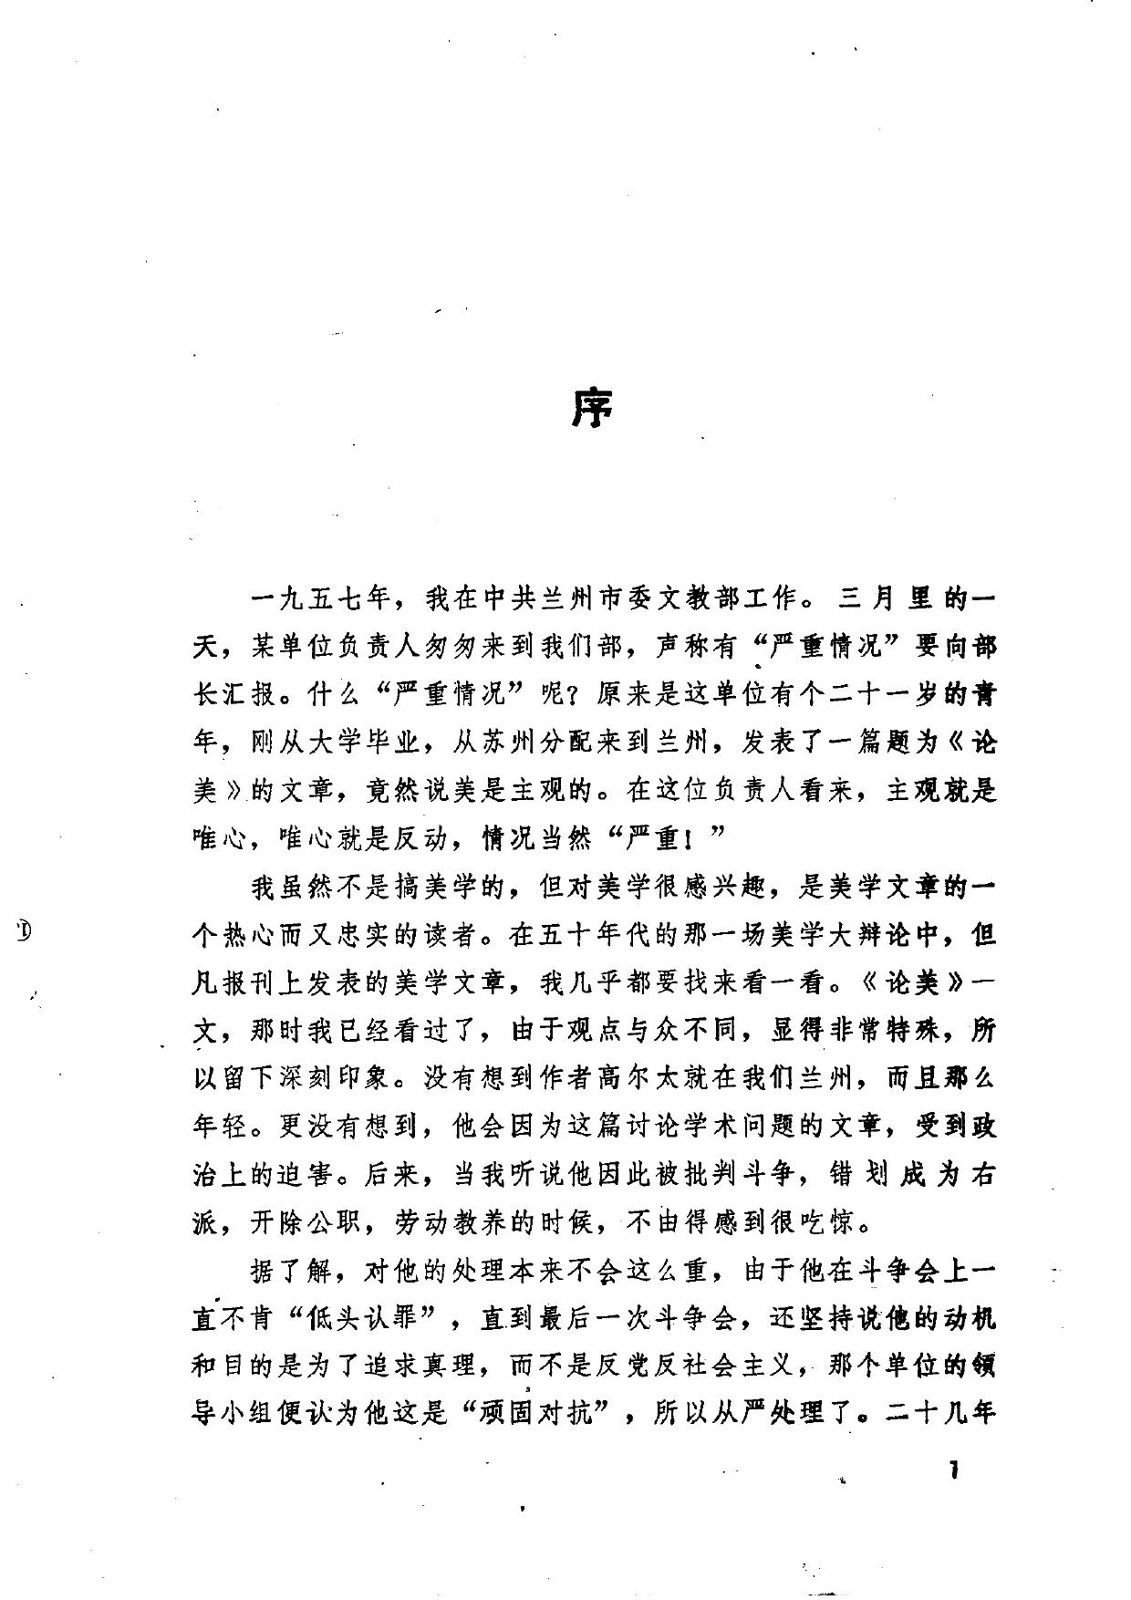 序
一九五七年，我在中共兰州市委文教部工作。三月里的一
天，某单位负责人匆匆来到我们部，声称有“严重情况”要向部
长汇报。什么“严重情况”呢？原来是这单位有个二十一岁的青
年，刚从大学毕业，从苏州分配来到兰州，发表了一篇题为《论
美》的文章，竟然说美是主观的。在这位负责人看来，主观就是
唯心，唯心就是反动，情况当然“严重！”
我虽然不是搞美学的，但对美学很感兴趣，是美学文章的一
个热心而又忠实的读者。在五十年代的那一场美学大辩论中，但
凡报刊上发表的美学文章，我几乎都要找来看一看。《论美》一
文，那时我已经看过了，由于观点与众不同，显得非常特殊，所
以留下深刻印象。没有想到作者高尔太就在我们兰州，而且那么
年轻。更没有想到，他会因为这篇讨论学术问题的文章，受到政
治上的迫害。后来，当我听说他因此被批判斗争，错划成为右
派，开除公职，劳动教养的时候，不由得感到很吃惊。
据了解，对他的处理本来不会这么重，由于他在斗争会上一
直不肯“低头认罪”，直到最后一次斗争会，还坚持说他的动机
和目的是为了追求真理，而不是反党反社会主义，那个单位的领
导小组便认为他这是“顽固对抗”，所以从严处理了。二十几年
1